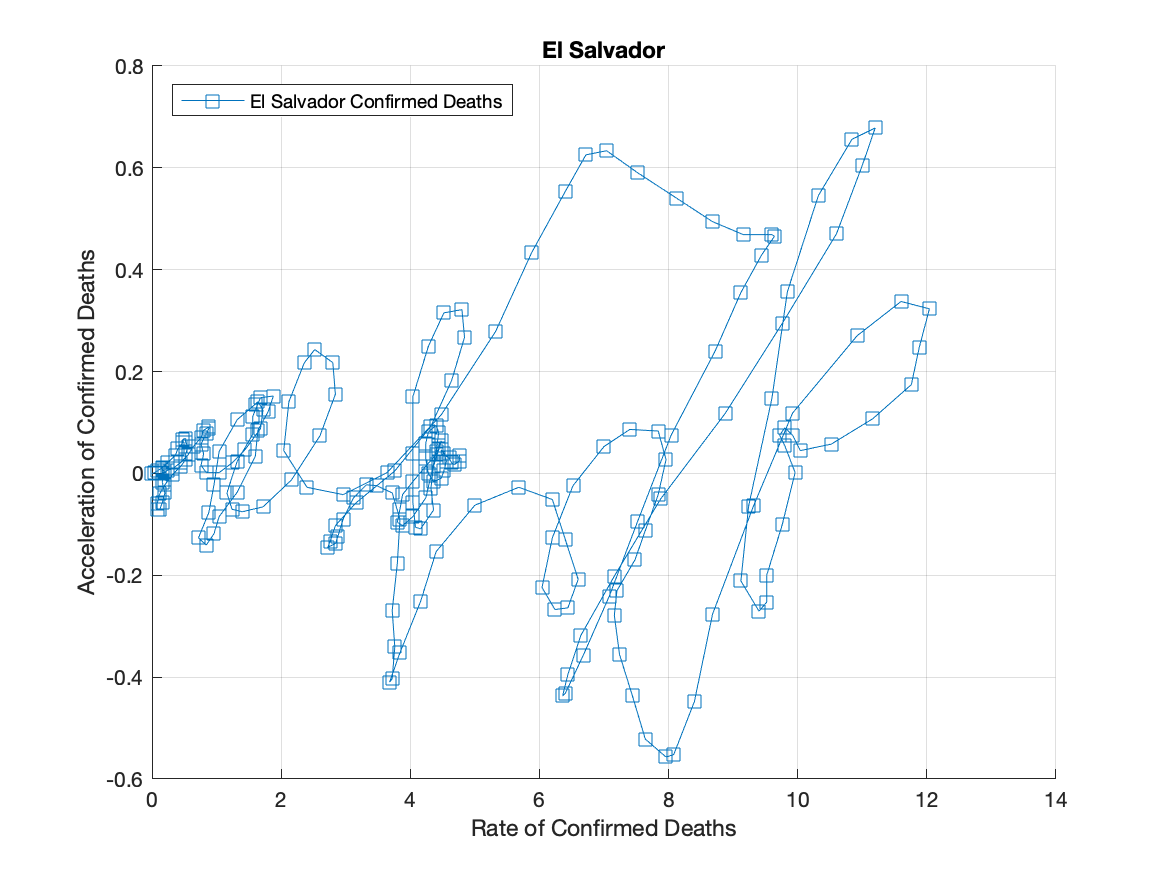 El Salvador
El Salvador Confirmed Deaths
0.8
0.6
0.4
0.2
0
-0.2
-0.4
-0.6
Acceleration of Confirmed Deaths
0 2 4 6 8 10 12 14
Rate of Confirmed Deaths